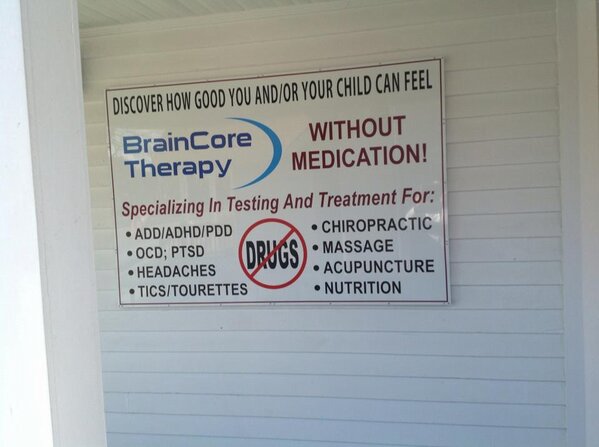 DISCOVER HOW GOOD YOU AND/OR YOUR CHILD CAN FEEL
BrainCore
Therapy
WITHOUT
MEDICATION!
Specializing In Testing And Treatment For:
• ADD/ADHD/PDD
• OCD; PTSD
• HEADACHES
• TICS/TOURETTES
DRUGS
• CHIROPRACTIC
• MASSAGE
• ACUPUNCTURE
• NUTRITION